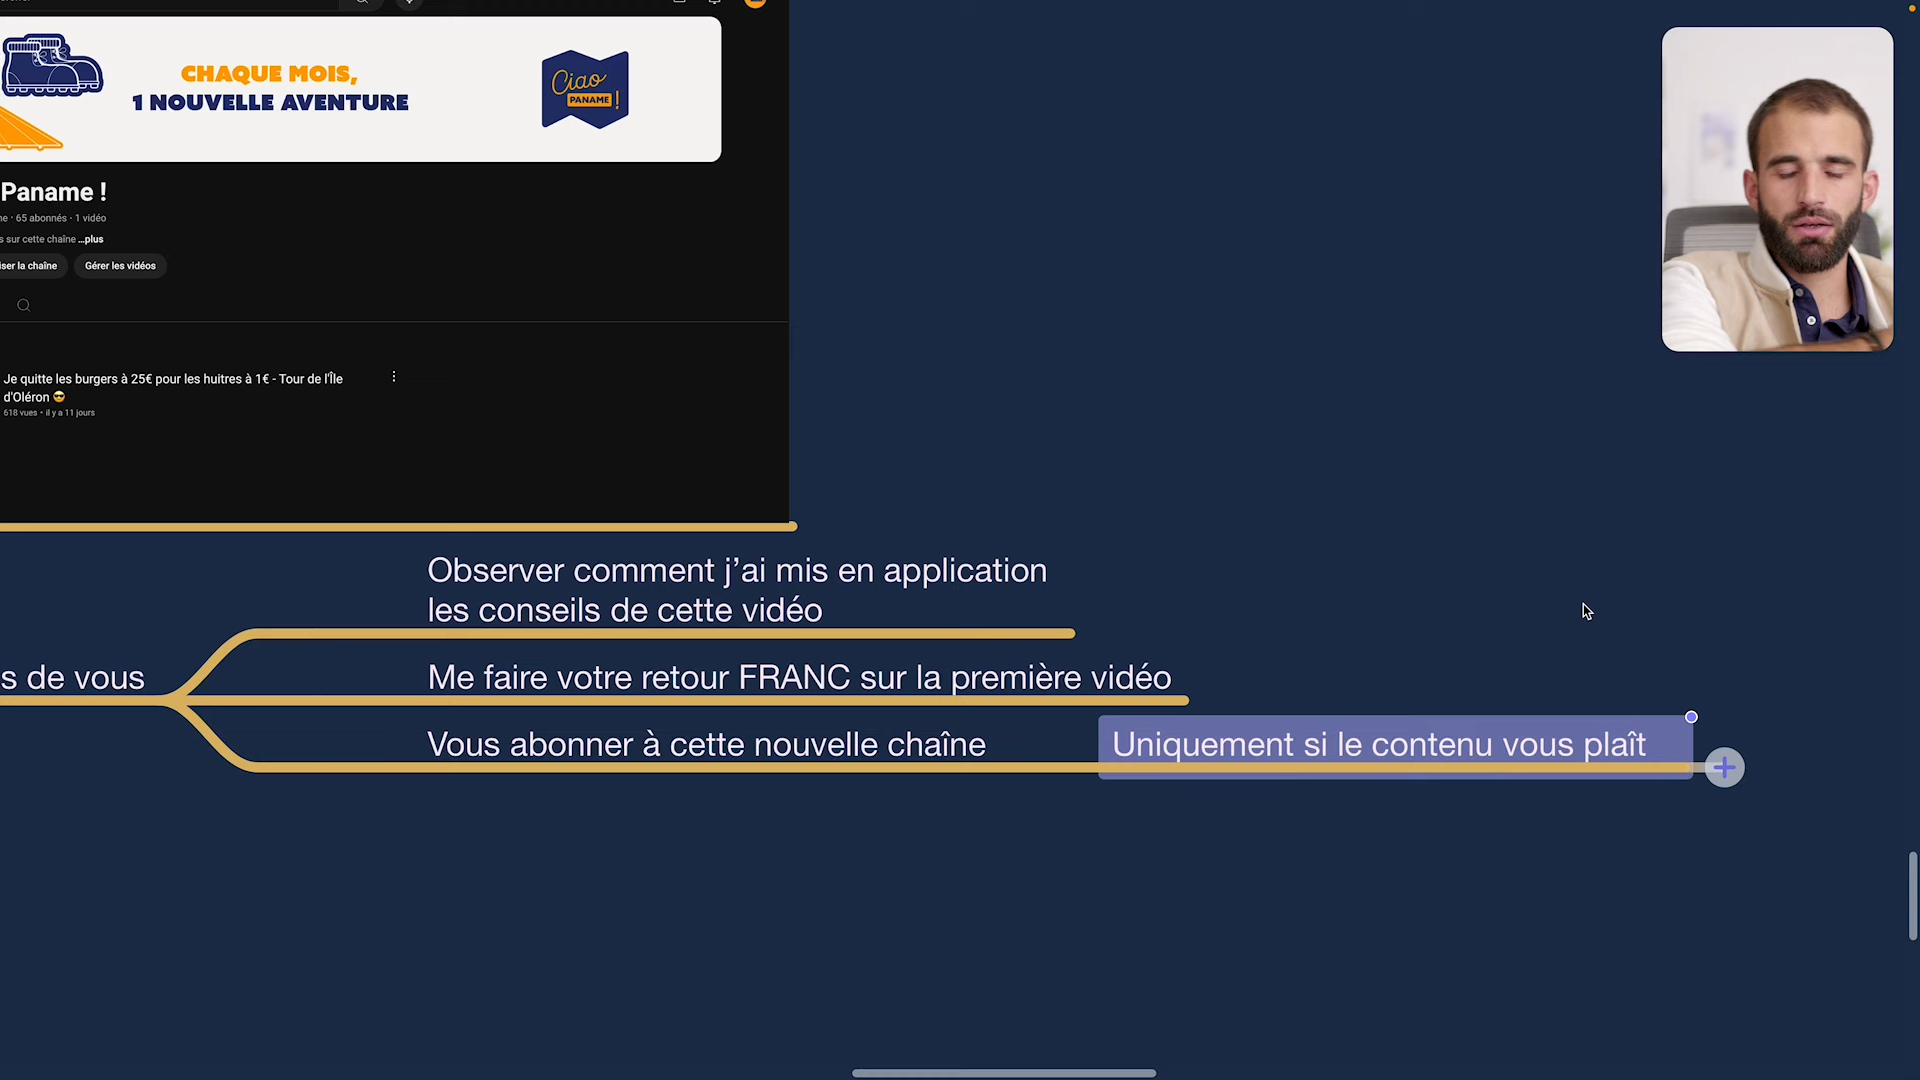 CHAQUE MOIS,
1 NOUVELLE AVENTURE
Ciao
PANAME !
Paname !
65 abonnés · 1 vidéo
sur cette chaîne ...plus
la chaîne
Gérer les vidéos
Je quitte les burgers à 25€ pour les huitres à 1€ - Tour de l'Île
d'Oléron 😎
618 vues • il y a 11 jours
Observer comment j’ai mis en application
les conseils de cette vidéo
s de vous
Me faire votre retour FRANC sur la première vidéo
Vous abonner à cette nouvelle chaîne
Uniquement si le contenu vous plaît